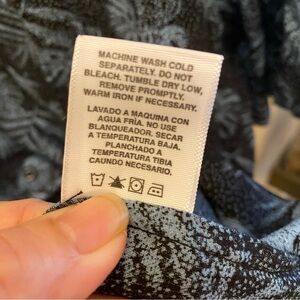 MACHINE WASH COLD
SEPARATELY. DO NOT
BLEACH. TUMBLE DRY LOW,
REMOVE PROMPTLY.
WARM IRON IF NECESSARY.
LAVADO A MAQUINA CON
AGUA FRIA. NO USE
BLANQUEADOR. SECAR
A TEMPERATURA BAJA.
PLANCHADO A
TEMPERATURA TIBIA
CAUNDO NECESARIO.